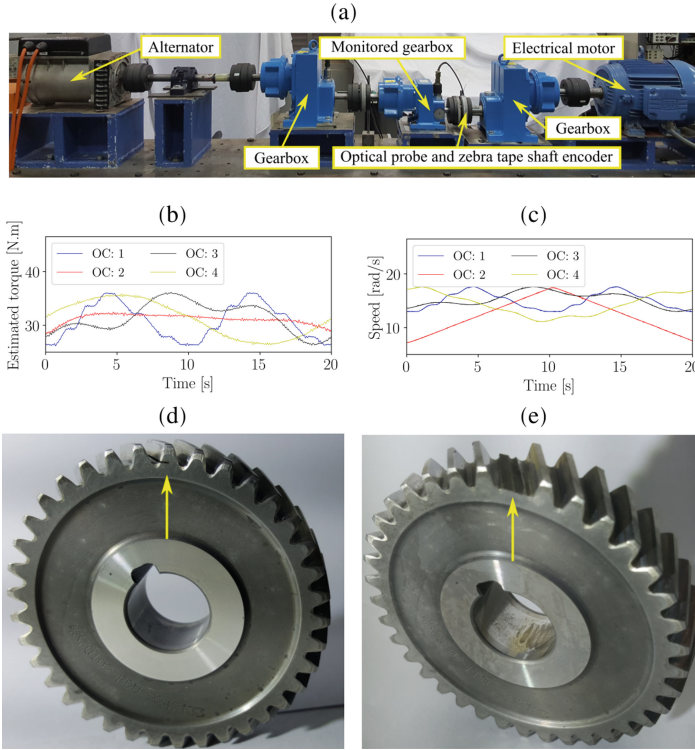 (a)
Alternator
Monitored gearbox
Electrical motor
Gearbox
Optical probe and zebra tape shaft encoder
Gearbox
(b)
Estimated torque [N.m]
40
30
OC: 1
OC: 2
OC: 3
OC: 4
0
5
10
15
20
Time [s]
(c)
Speed [rad/s]
20
10
OC: 1
OC: 2
OC: 3
OC: 4
0
5
10
15
20
Time [s]
(d)
(e)